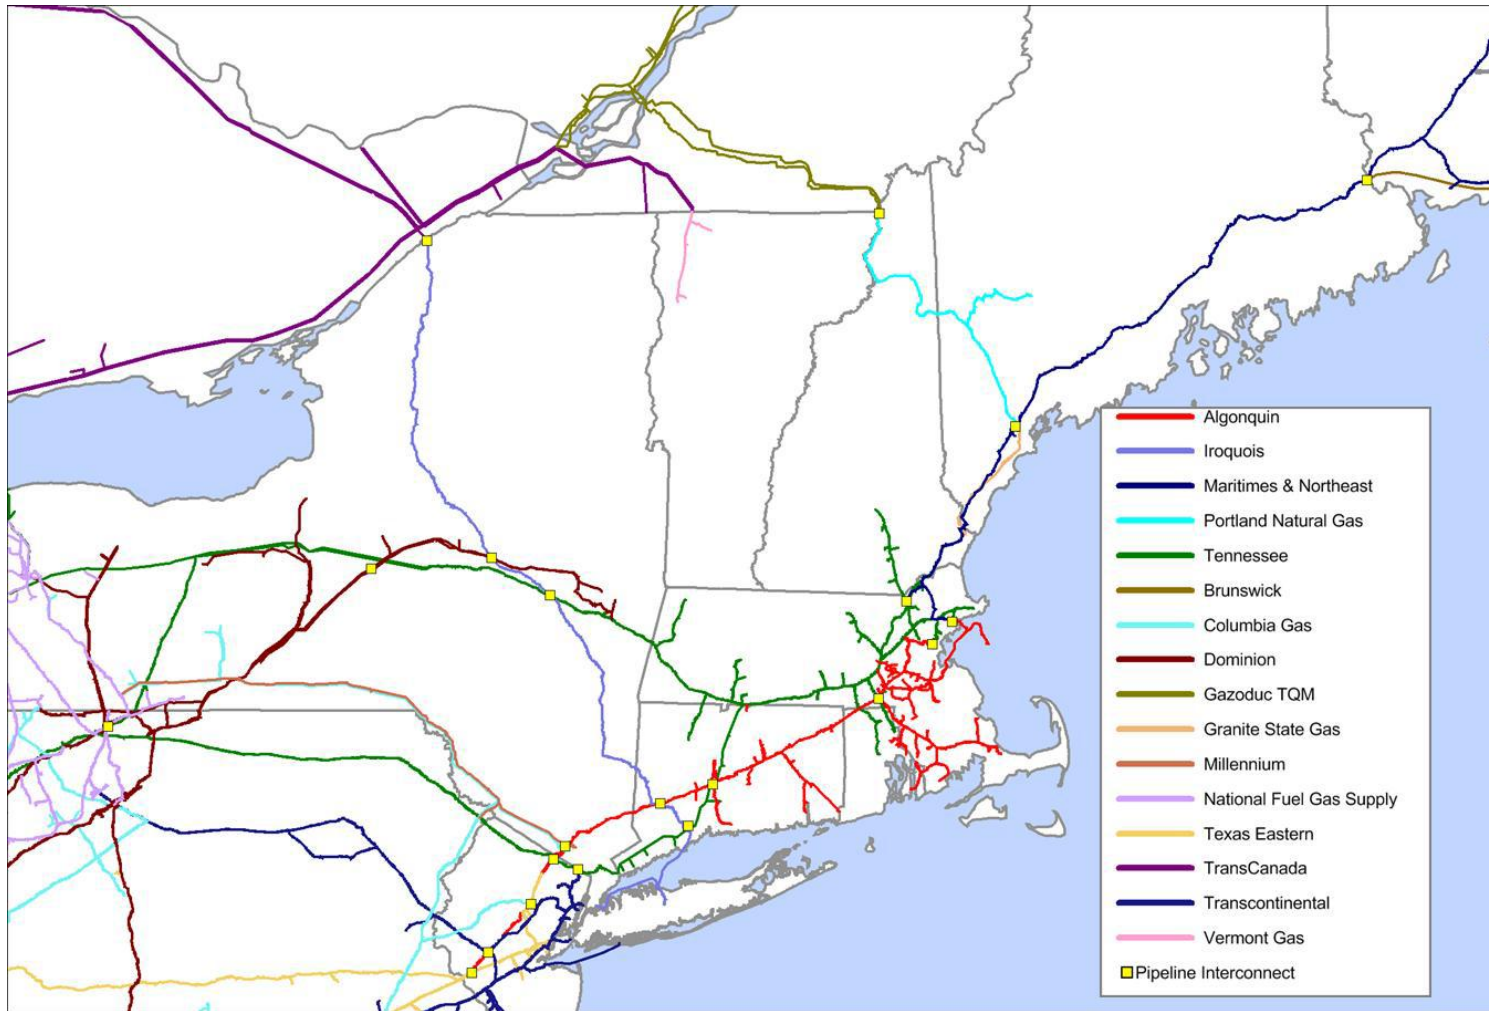 Algonquin
Iroquois
Maritimes & Northeast
Portland Natural Gas
Tennessee
Brunswick
Columbia Gas
Dominion
Gazoduc TQM
Granite State Gas
Millennium
National Fuel Gas Supply
Texas Eastern
TransCanada
Transcontinental
Vermont Gas
Pipeline Interconnect